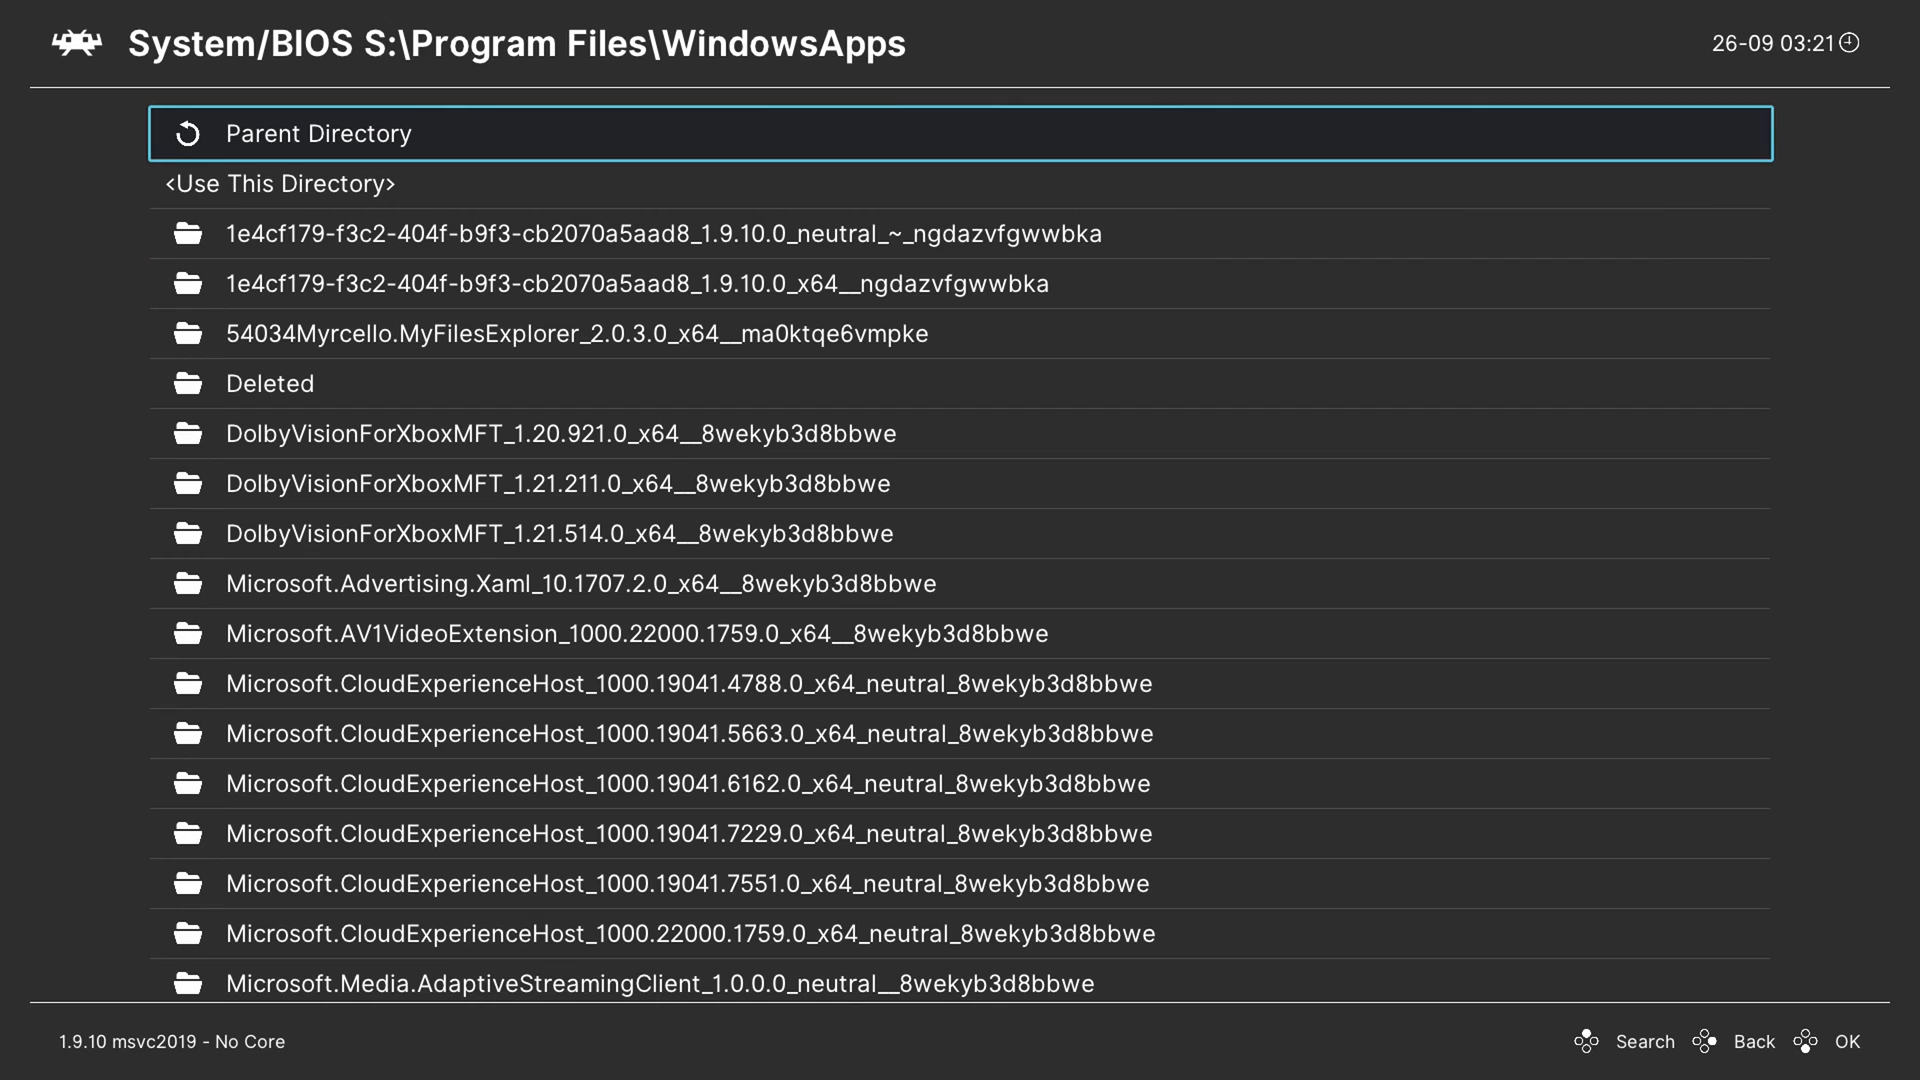 System/BIOS S:\Program Files\WindowsApps
26-09 03:21
Parent Directory
<Use This Directory>
1e4cf179-f3c2-404f-b9f3-cb2070a5aad8_1.9.10.0_neutral_~_ngdazvfgwwbka
1e4cf179-f3c2-404f-b9f3-cb2070a5aad8_1.9.10.0_x64__ngdazvfgwwbka
54034Myrcello.MyFilesExplorer_2.0.3.0_x64__ma0ktqe6vmpke
Deleted
DolbyVisionForXboxMFT_1.20.921.0_x64__8wekyb3d8bbwe
DolbyVisionForXboxMFT_1.21.211.0_x64__8wekyb3d8bbwe
DolbyVisionForXboxMFT_1.21.514.0_x64__8wekyb3d8bbwe
Microsoft.Advertising.Xaml_10.1707.2.0_x64__8wekyb3d8bbwe
Microsoft.AV1VideoExtension_1000.22000.1759.0_x64__8wekyb3d8bbwe
Microsoft.CloudExperienceHost_1000.19041.4788.0_x64_neutral_8wekyb3d8bbwe
Microsoft.CloudExperienceHost_1000.19041.5663.0_x64_neutral_8wekyb3d8bbwe
Microsoft.CloudExperienceHost_1000.19041.6162.0_x64_neutral_8wekyb3d8bbwe
Microsoft.CloudExperienceHost_1000.19041.7229.0_x64_neutral_8wekyb3d8bbwe
Microsoft.CloudExperienceHost_1000.19041.7551.0_x64_neutral_8wekyb3d8bbwe
Microsoft.CloudExperienceHost_1000.22000.1759.0_x64_neutral_8wekyb3d8bbwe
Microsoft.Media.AdaptiveStreamingClient_1.0.0.0_neutral__8wekyb3d8bbwe
1.9.10 msvc2019 - No Core
Search Back OK